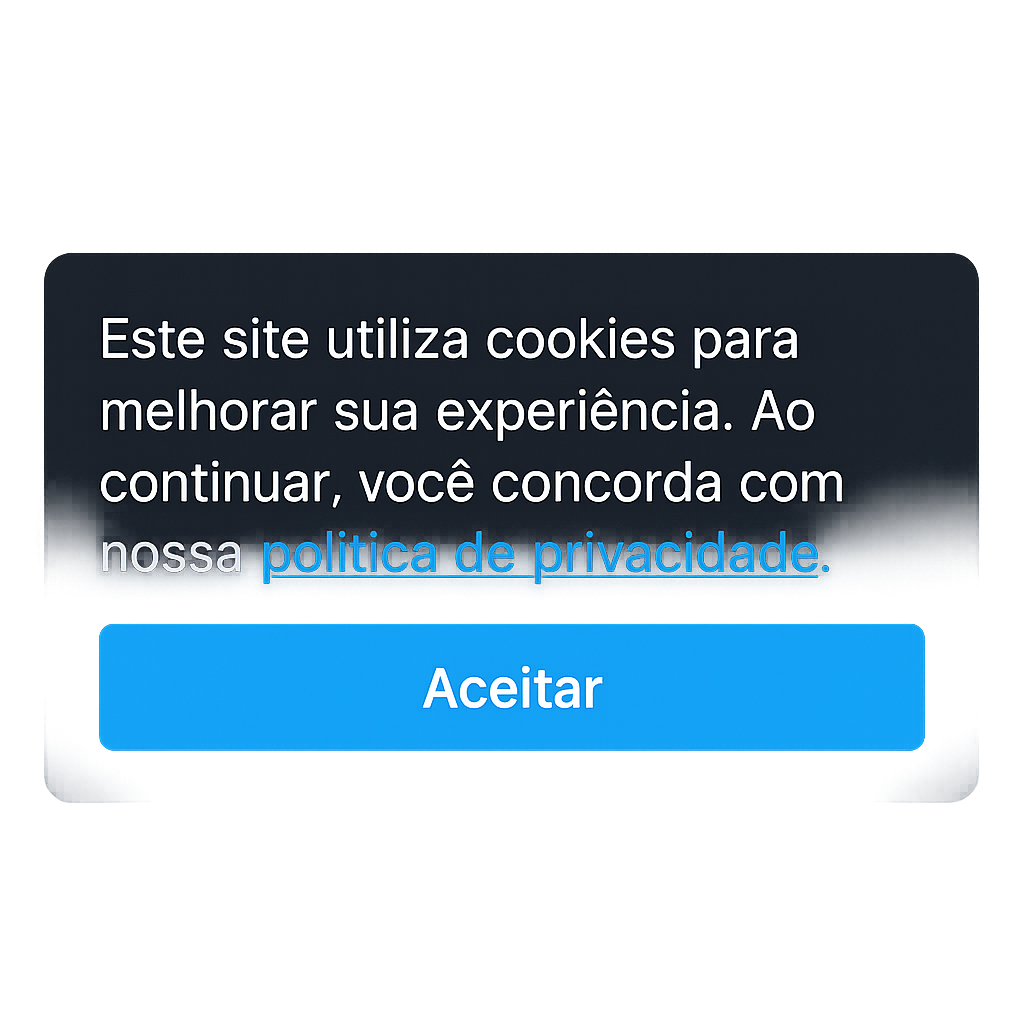 Este site utiliza cookies para
melhorar sua experiência. Ao
continuar, você concorda com
nossa politica de privacidade.
Aceitar